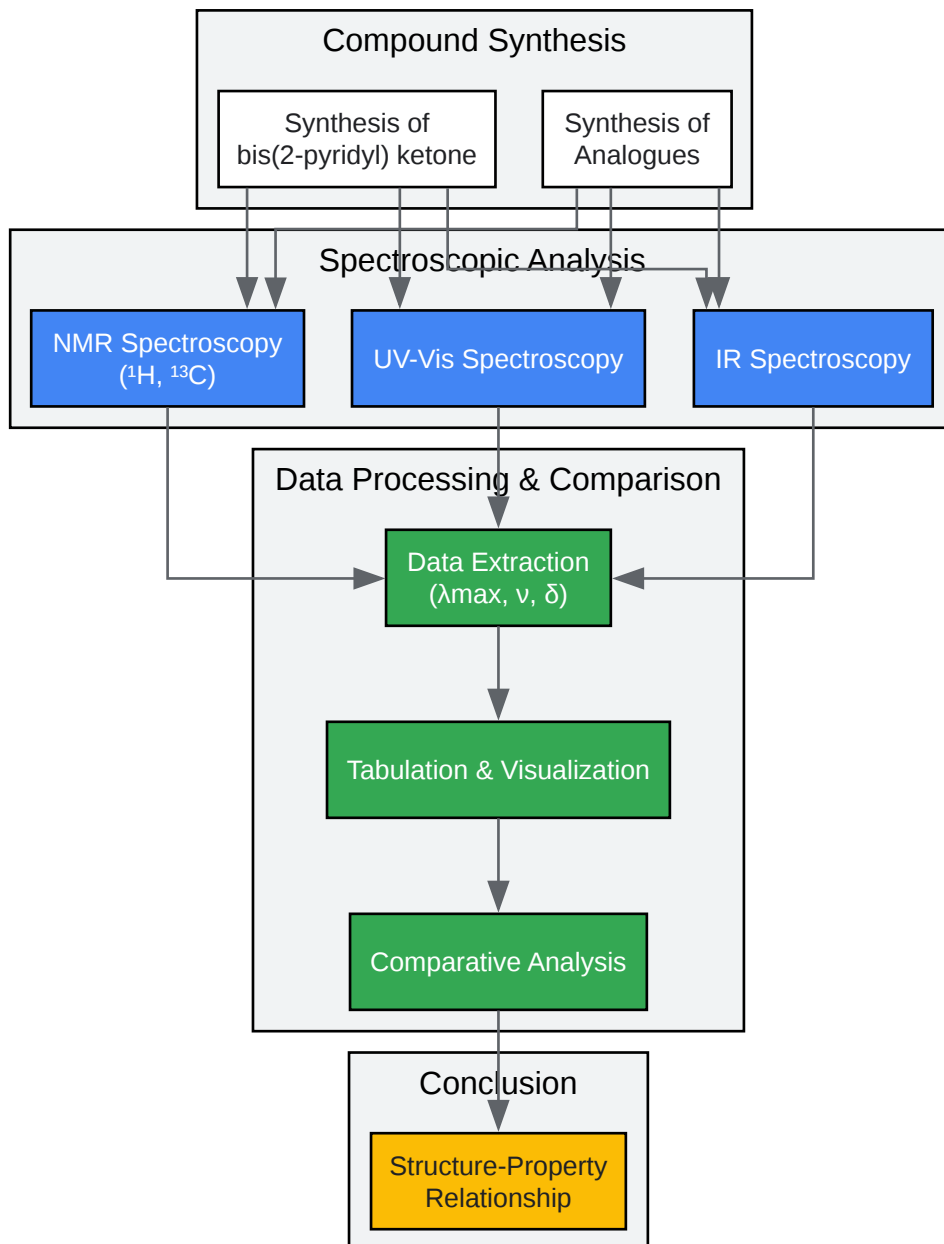 Compound Synthesis
Synthesis of
bis(2-pyridyl) ketone
Synthesis of
Analogues
Spectroscopic Analysis
NMR Spectroscopy
(¹H, ¹³C)
UV-Vis Spectroscopy
IR Spectroscopy
Data Processing & Comparison
Data Extraction
(λmax, ν, δ)
Tabulation & Visualization
Comparative Analysis
Conclusion
Structure-Property
Relationship